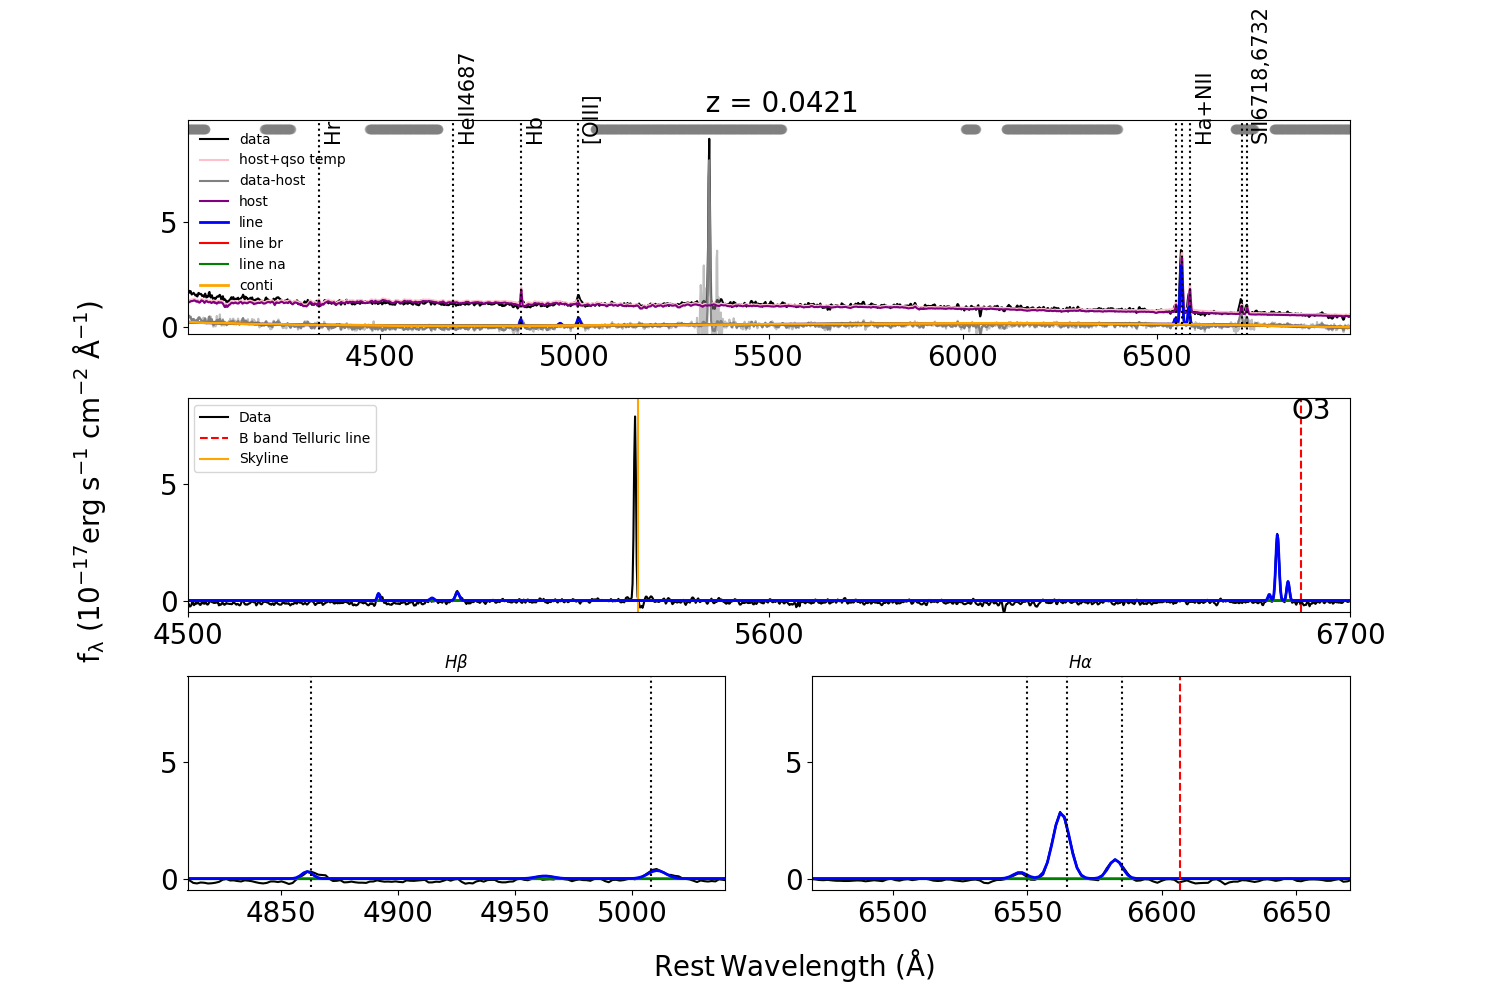 z = 0.0421
Hr
HeII4687
Hb
[OIII]
Ha+NII
SII6718,6732
data
host+qso temp
data-host
host
line
line br
line na
conti
5
0
4500 5000 5500 6000 6500
Data
B band Telluric line
Skyline
O3
5
0
4500 5600 6700
fλ (10⁻¹⁷erg s⁻¹ cm⁻² Å⁻¹)
Hβ
5
0
4850 4900 4950 5000
Hα
5
0
6500 6550 6600 6650
Rest Wavelength (Å)